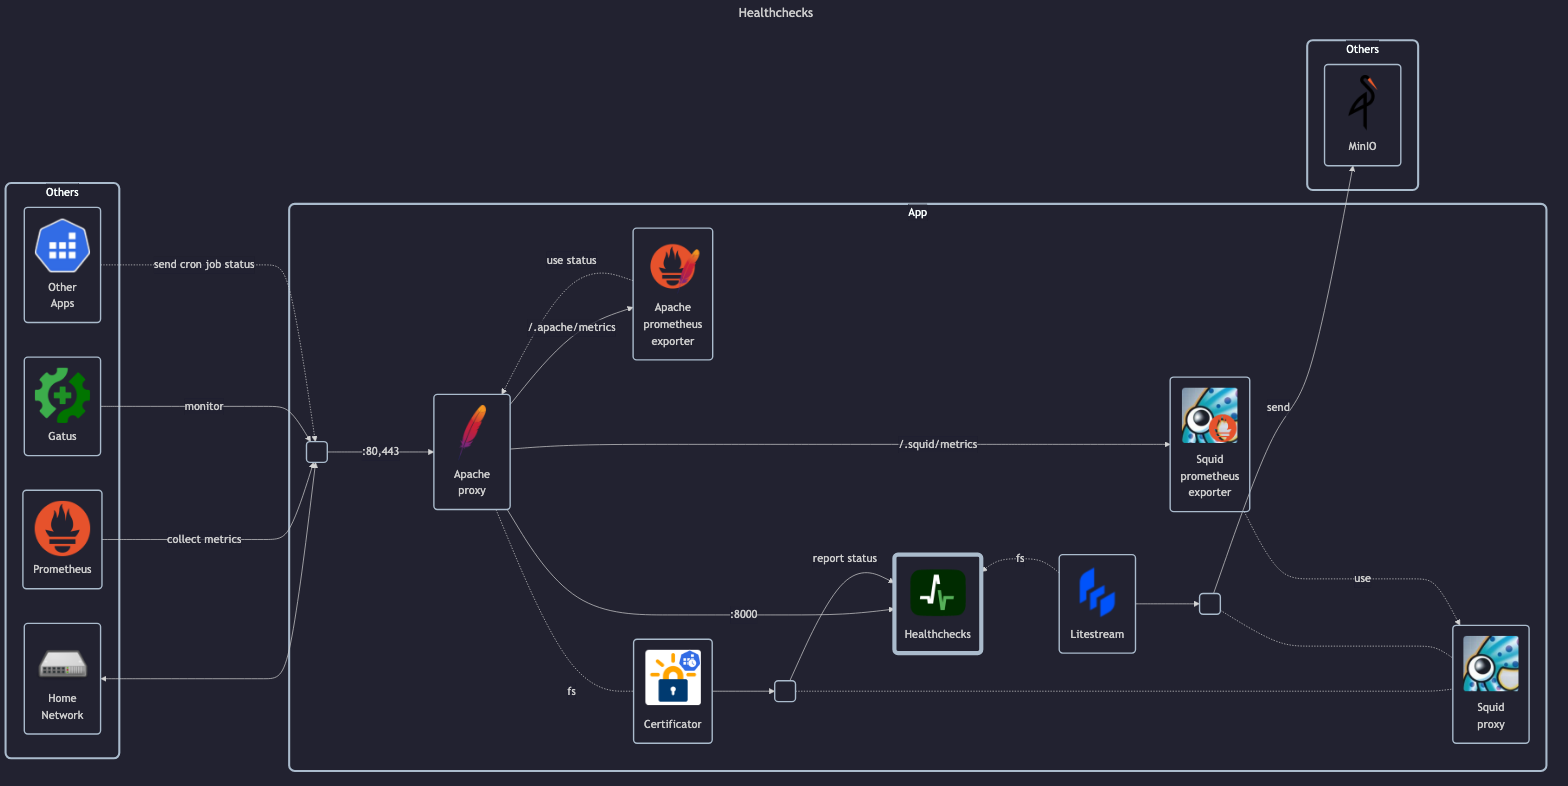 Healthchecks
Others
MinIO
Others
App
Other
Apps
send cron job status
use status
Apache
prometheus
exporter
/.apache/metrics
Gatus
monitor
:80,443
Apache
proxy
/.squid/metrics
Squid
prometheus
exporter
send
Prometheus
collect metrics
report status
Healthchecks
fs
Litestream
use
:8000
Home
Network
fs
Certificator
Squid
proxy